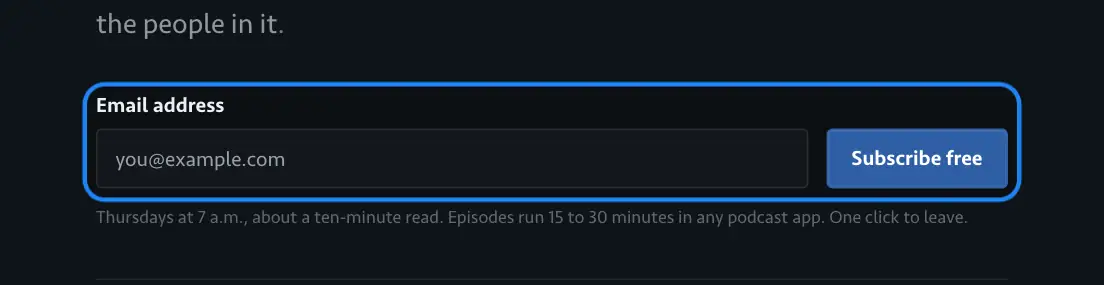 the people in it.
Email address
you@example.com
Subscribe free
Thursdays at 7 a.m., about a ten-minute read. Episodes run 15 to 30 minutes in any podcast app. One click to leave.